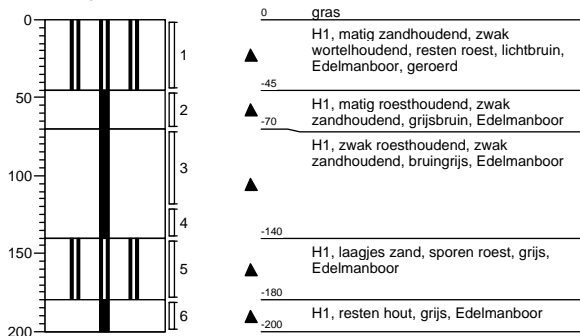 0
50
100
150
200
1
2
3
4
5
6
0 gras
H1, matig zandhoudend, zwak
wortelhoudend, resten roest, lichtbruin,
Edelmanboor, geroerd
-45
H1, matig roesthoudend, zwak
zandhoudend, grijsbruin, Edelmanboor
-70
H1, zwak roesthoudend, zwak
zandhoudend, bruingrijs, Edelmanboor
-140
H1, laagjes zand, sporen roest, grijs,
Edelmanboor
-180
H1, resten hout, grijs, Edelmanboor
-200